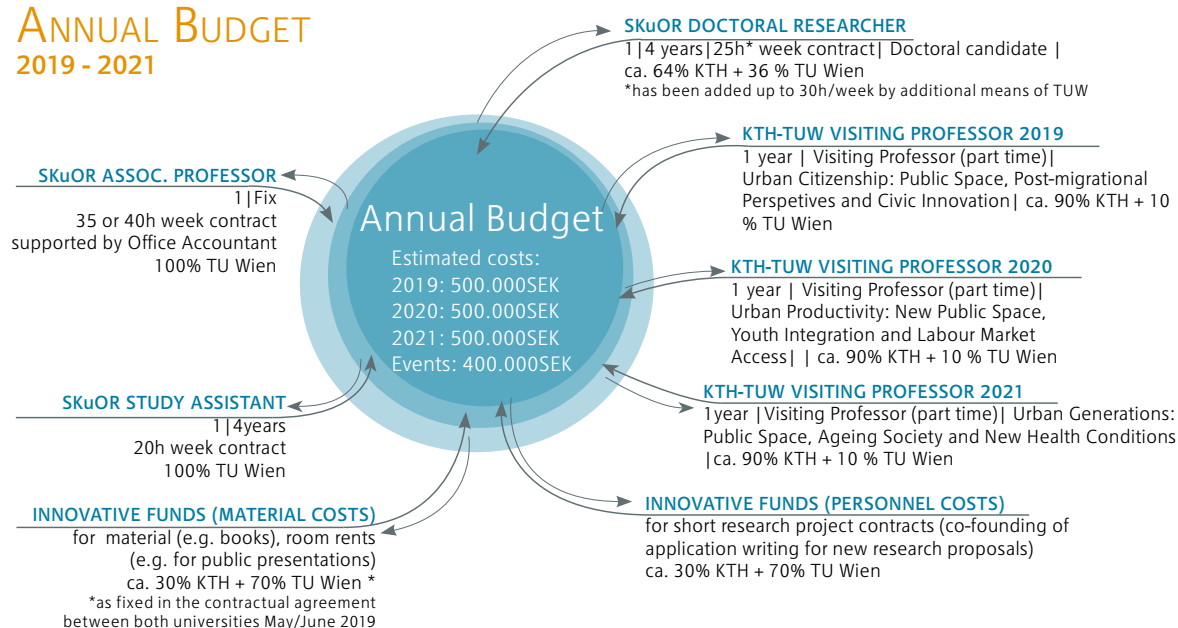 ANNUAL BUDGET
2019 - 2021
SKuOR DOCTORAL RESEARCHER
1|4 years|25h* week contract| Doctoral candidate |
ca. 64% KTH + 36 % TU Wien
*has been added up to 30h/week by additional means of TUW
KTH-TUW VISITING PROFESSOR 2019
1 year | Visiting Professor (part time)|
Urban Citizenship: Public Space, Post-migrational
Perspetives and Civic Innovation| ca. 90% KTH + 10
% TU Wien
SKuOR ASSOC. PROFESSOR
1|Fix
35 or 40h week contract
supported by Office Accountant
100% TU Wien
Annual Budget
Estimated costs:
2019: 500.000SEK
2020: 500.000SEK
2021: 500.000SEK
Events: 400.000SEK
KTH-TUW VISITING PROFESSOR 2020
1 year | Visiting Professor (part time)|
Urban Productivity: New Public Space,
Youth Integration and Labour Market
Access| | ca. 90% KTH + 10 % TU Wien
KTH-TUW VISITING PROFESSOR 2021
1year |Visiting Professor (part time)| Urban Generations:
Public Space, Ageing Society and New Health Conditions
|ca. 90% KTH + 10 % TU Wien
SKuOR STUDY ASSISTANT
1|4years
20h week contract
100% TU Wien
INNOVATIVE FUNDS (MATERIAL COSTS)
for material (e.g. books), room rents
(e.g. for public presentations)
ca. 30% KTH + 70% TU Wien *
*as fixed in the contractual agreement
between both universities May/June 2019
INNOVATIVE FUNDS (PERSONNEL COSTS)
for short research project contracts (co-founding of
application writing for new research proposals)
ca. 30% KTH + 70% TU Wien